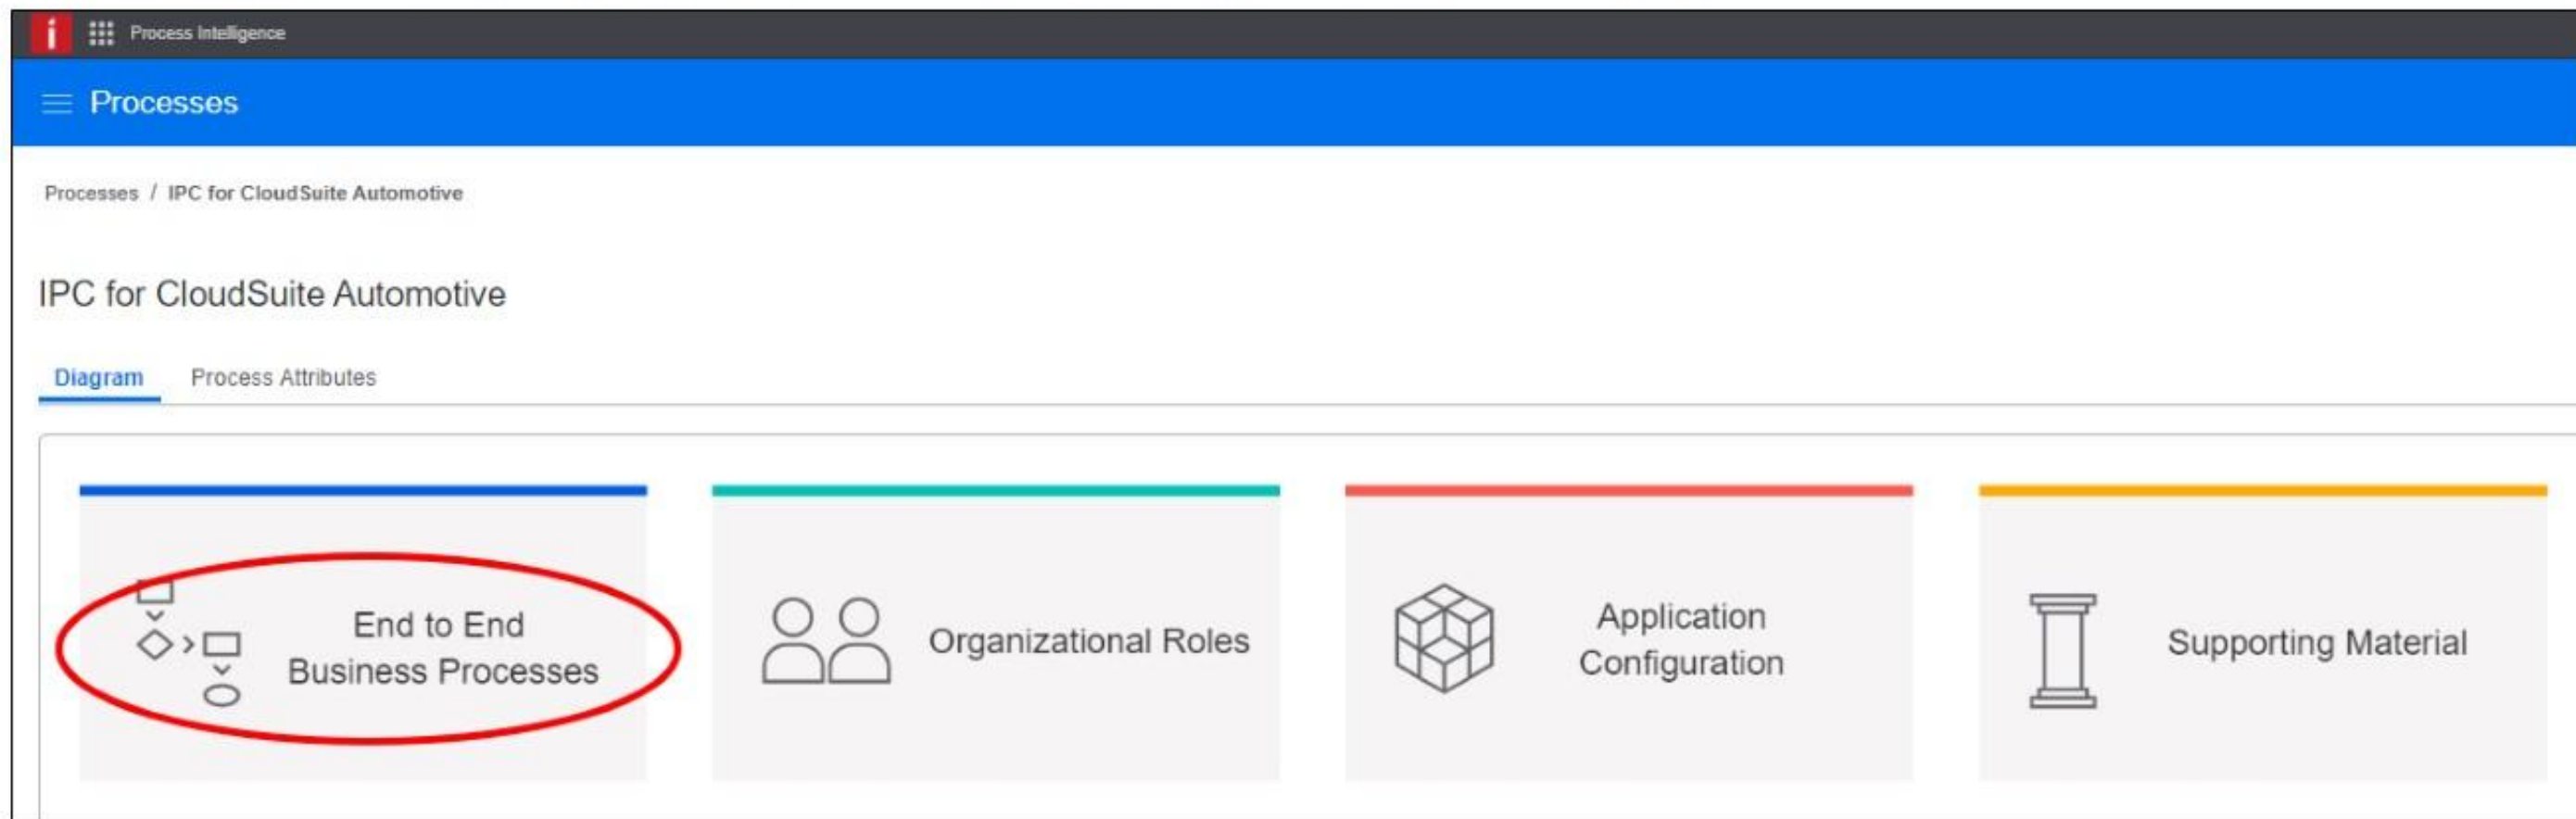 i Process Intelligence
Processes
Processes / IPC for CloudSuite Automotive
IPC for CloudSuite Automotive
Diagram Process Attributes
End to End
Business Processes
Organizational Roles
Application
Configuration
Supporting Material